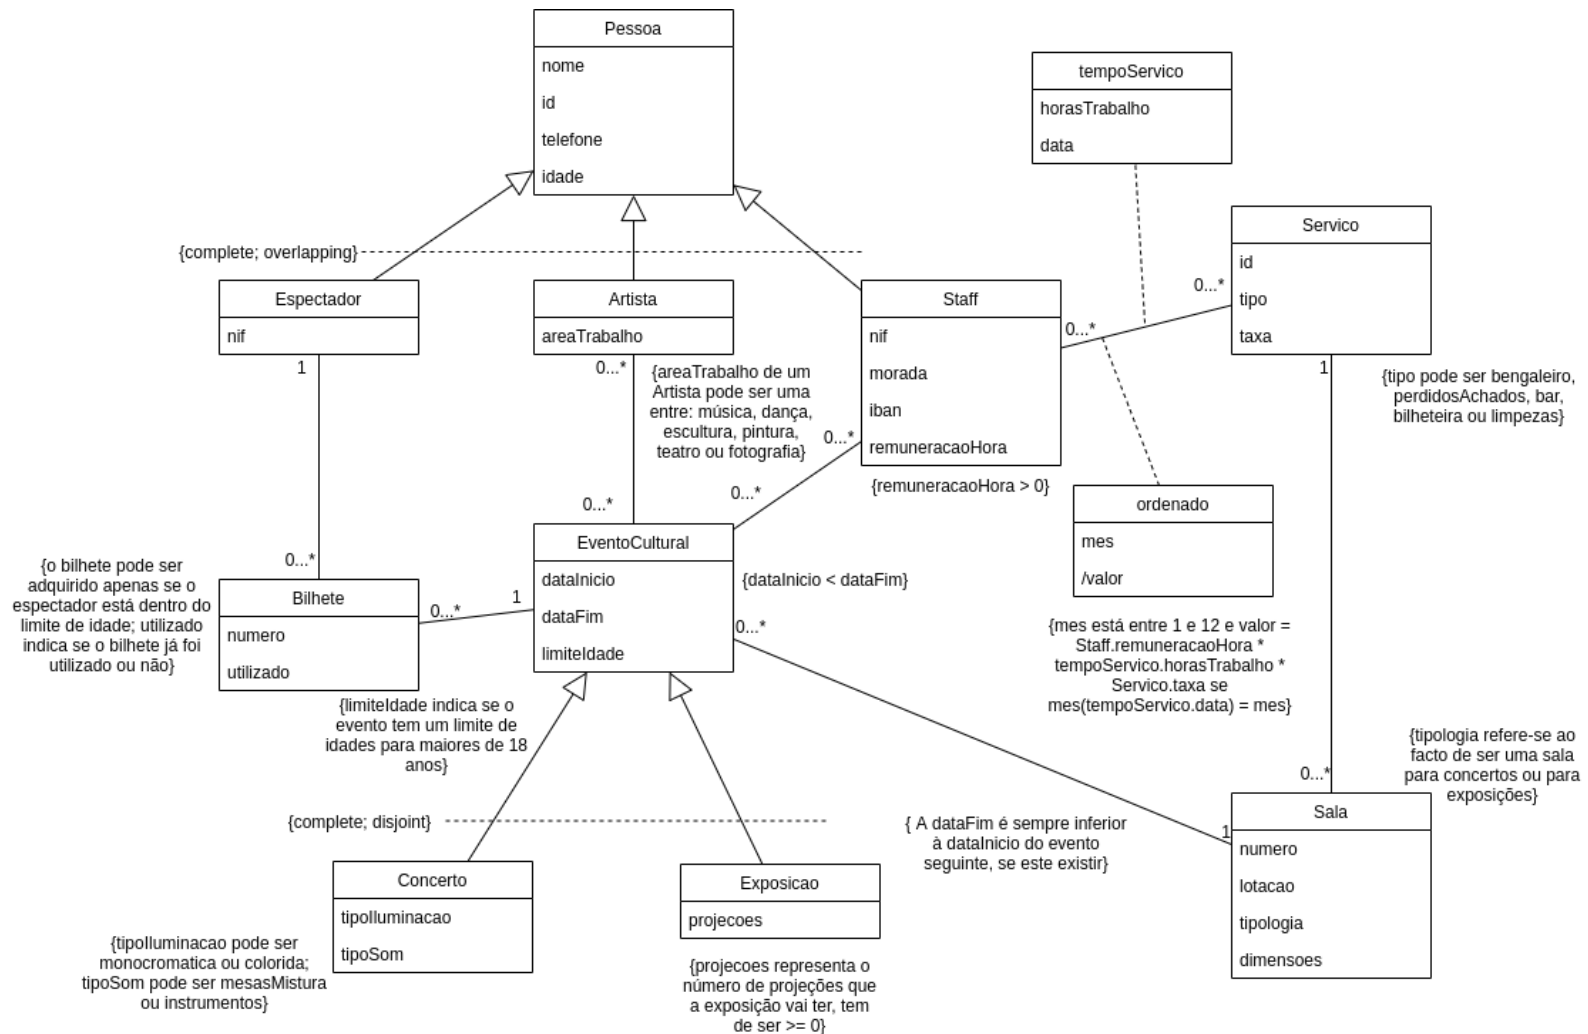 Pessoa
nome
id
telefone
idade
tempoServico
horasTrabalho
data
Servico
id
tipo
taxa
{complete; overlapping}
Espectador
nif
Artista
areaTrabalho
Staff
nif
morada
iban
remuneracaoHora
0...*
0...*
1
0...*
1
{areaTrabalho de um
Artista pode ser uma
entre: música, dança,
escultura, pintura,
teatro ou fotografia}
{tipo pode ser bengaleiro,
perdidosAchados, bar,
bilheteira ou limpezas}
0...*
{remuneracaoHora > 0}
0...*
0...*
ordenado
mes
/valor
EventoCultural
dataInicio
dataFim
limiteIdade
{dataInicio < dataFim}
0...*
{o bilhete pode ser
adquirido apenas se o
espectador está dentro do
limite de idade; utilizado
indica se o bilhete já foi
utilizado ou não}
Bilhete
numero
utilizado
0...*
1
0...*
{mes está entre 1 e 12 e valor =
Staff.remuneracaoHora *
tempoServico.horasTrabalho *
Servico.taxa se
mes(tempoServico.data) = mes}
{limiteIdade indica se o
evento tem um limite de
idades para maiores de 18
anos}
{tipologia refere-se ao
facto de ser uma sala
para concertos ou para
exposições}
0...*
{complete; disjoint}
{ A dataFim é sempre inferior
à dataInicio do evento
seguinte, se este existir}
1
Sala
numero
lotacao
tipologia
dimensoes
Concerto
tipoIluminacao
tipoSom
Exposicao
projecoes
{tipoIluminacao pode ser
monocromatica ou colorida;
tipoSom pode ser mesasMistura
ou instrumentos}
{projecoes representa o
número de projeções que
a exposição vai ter, tem
de ser >= 0}